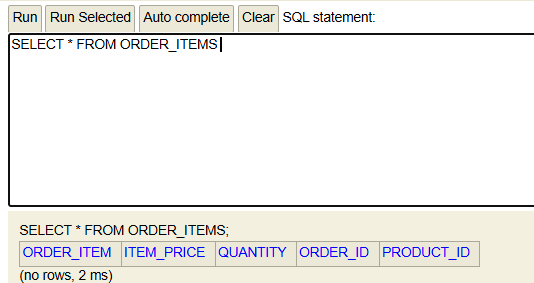 Run Run Selected Auto complete Clear SQL statement:
SELECT * FROM ORDER_ITEMS
SELECT * FROM ORDER_ITEMS;
ORDER_ITEM ITEM_PRICE QUANTITY ORDER_ID PRODUCT_ID
(no rows, 2 ms)